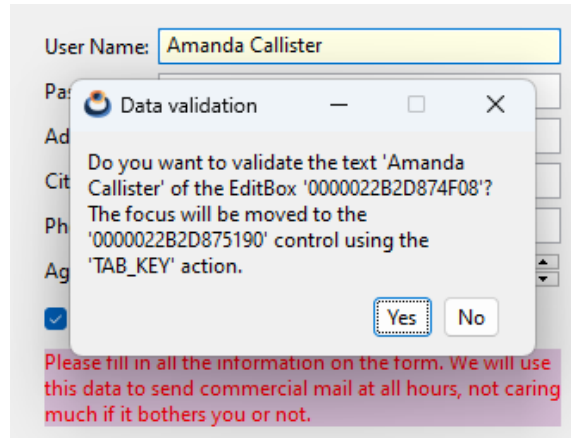 User Name: Amanda Callister
Data validation
Do you want to validate the text 'Amanda
Callister' of the EditBox '0000022B2D874F08'?
The focus will be moved to the
'0000022B2D875190' control using the
'TAB_KEY' action.
Yes No
Please fill in all the information on the form. We will use
this data to send commercial mail at all hours, not caring
much if it bothers you or not.